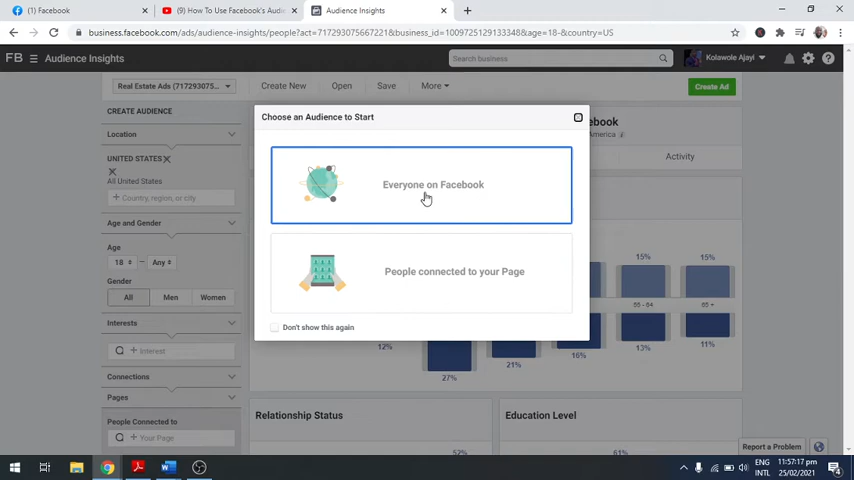 (1) Facebook
(9) How To Use Facebook's Audien
Audience Insights
business.facebook.com/ads/audience-insights/people?act=717293075667221&business_id=1009725129133348&age=18-&country=US
FB
Audience Insights
Search business
Kolawole Ajayi
Real Estate Ads (717293075...
Create New
Open
Save
More
Create Ad
CREATE AUDIENCE
Choose an Audience to Start
ebook
America
Location
UNITED STATES
All United States
+ Country, region, or city
Everyone on Facebook
Activity
Age and Gender
Age
18 – Any
Gender
All
Men
Women
People connected to your Page
15%
15%
55 - 64
65 +
Interests
+ Interest
Don't show this again
12%
27%
21%
16%
13%
11%
Connections
Pages
People Connected to
+ Your Page
Relationship Status
Education Level
52%
61%
Report a Problem
ENG
INTL
11:57:17 pm
25/02/2021
4